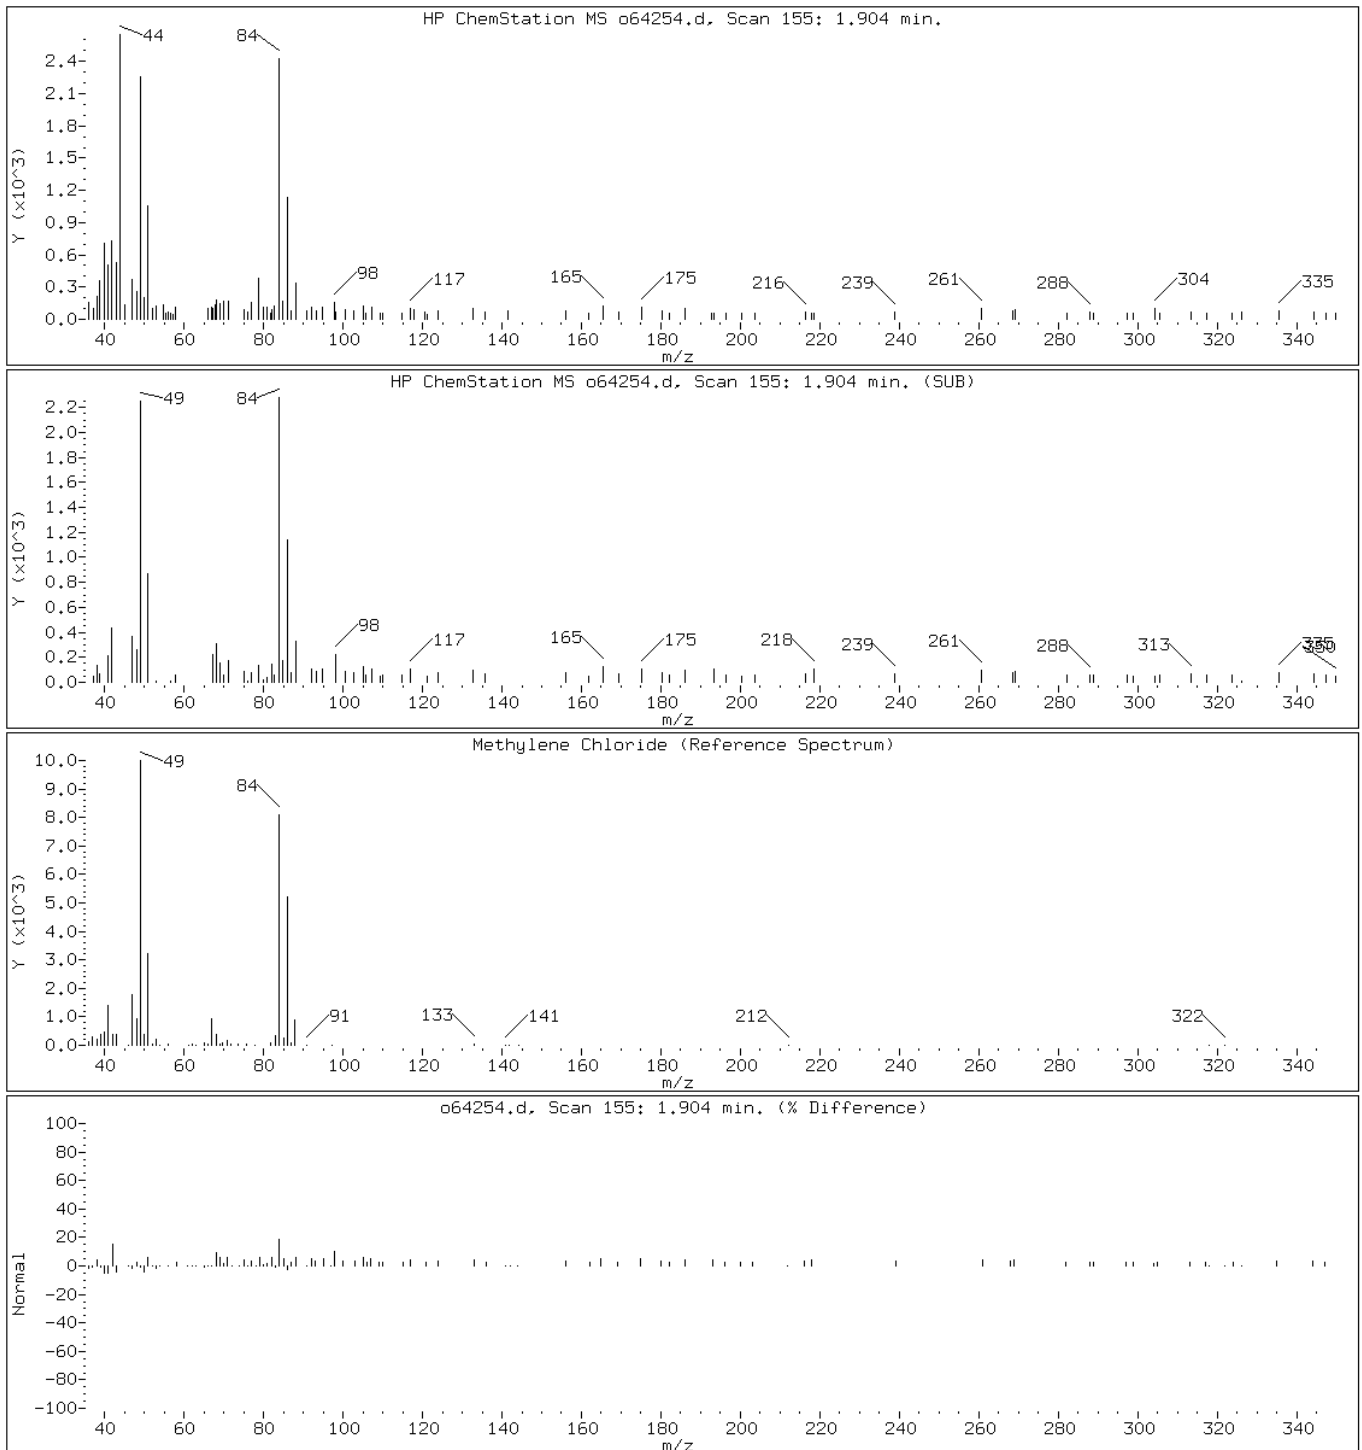 HP ChemStation MS o64254.d, Scan 155: 1.904 min.
44 84
2.4
2.1
1.8
1.5
1.2
0.9
0.6
0.3
0.0
Y (x10^3)
98 117 165 175 216 239 261 288 304 335
40 60 80 100 120 140 160 180 200 220 240 260 280 300 320 340
m/z
HP ChemStation MS o64254.d, Scan 155: 1.904 min. (SUB)
49 84
2.2
2.0
1.8
1.6
1.4
1.2
1.0
0.8
0.6
0.4
0.2
0.0
Y (x10^3)
98 117 165 175 218 239 261 288 313 335 350
40 60 80 100 120 140 160 180 200 220 240 260 280 300 320 340
m/z
Methylene Chloride (Reference Spectrum)
49
84
10.0
9.0
8.0
7.0
6.0
5.0
4.0
3.0
2.0
1.0
0.0
Y (x10^3)
91 133 141 212 322
40 60 80 100 120 140 160 180 200 220 240 260 280 300 320 340
m/z
o64254.d, Scan 155: 1.904 min. (% Difference)
100
80
60
40
20
0
-20
-40
-60
-80
-100
Normal
40 60 80 100 120 140 160 180 200 220 240 260 280 300 320 340
m/z